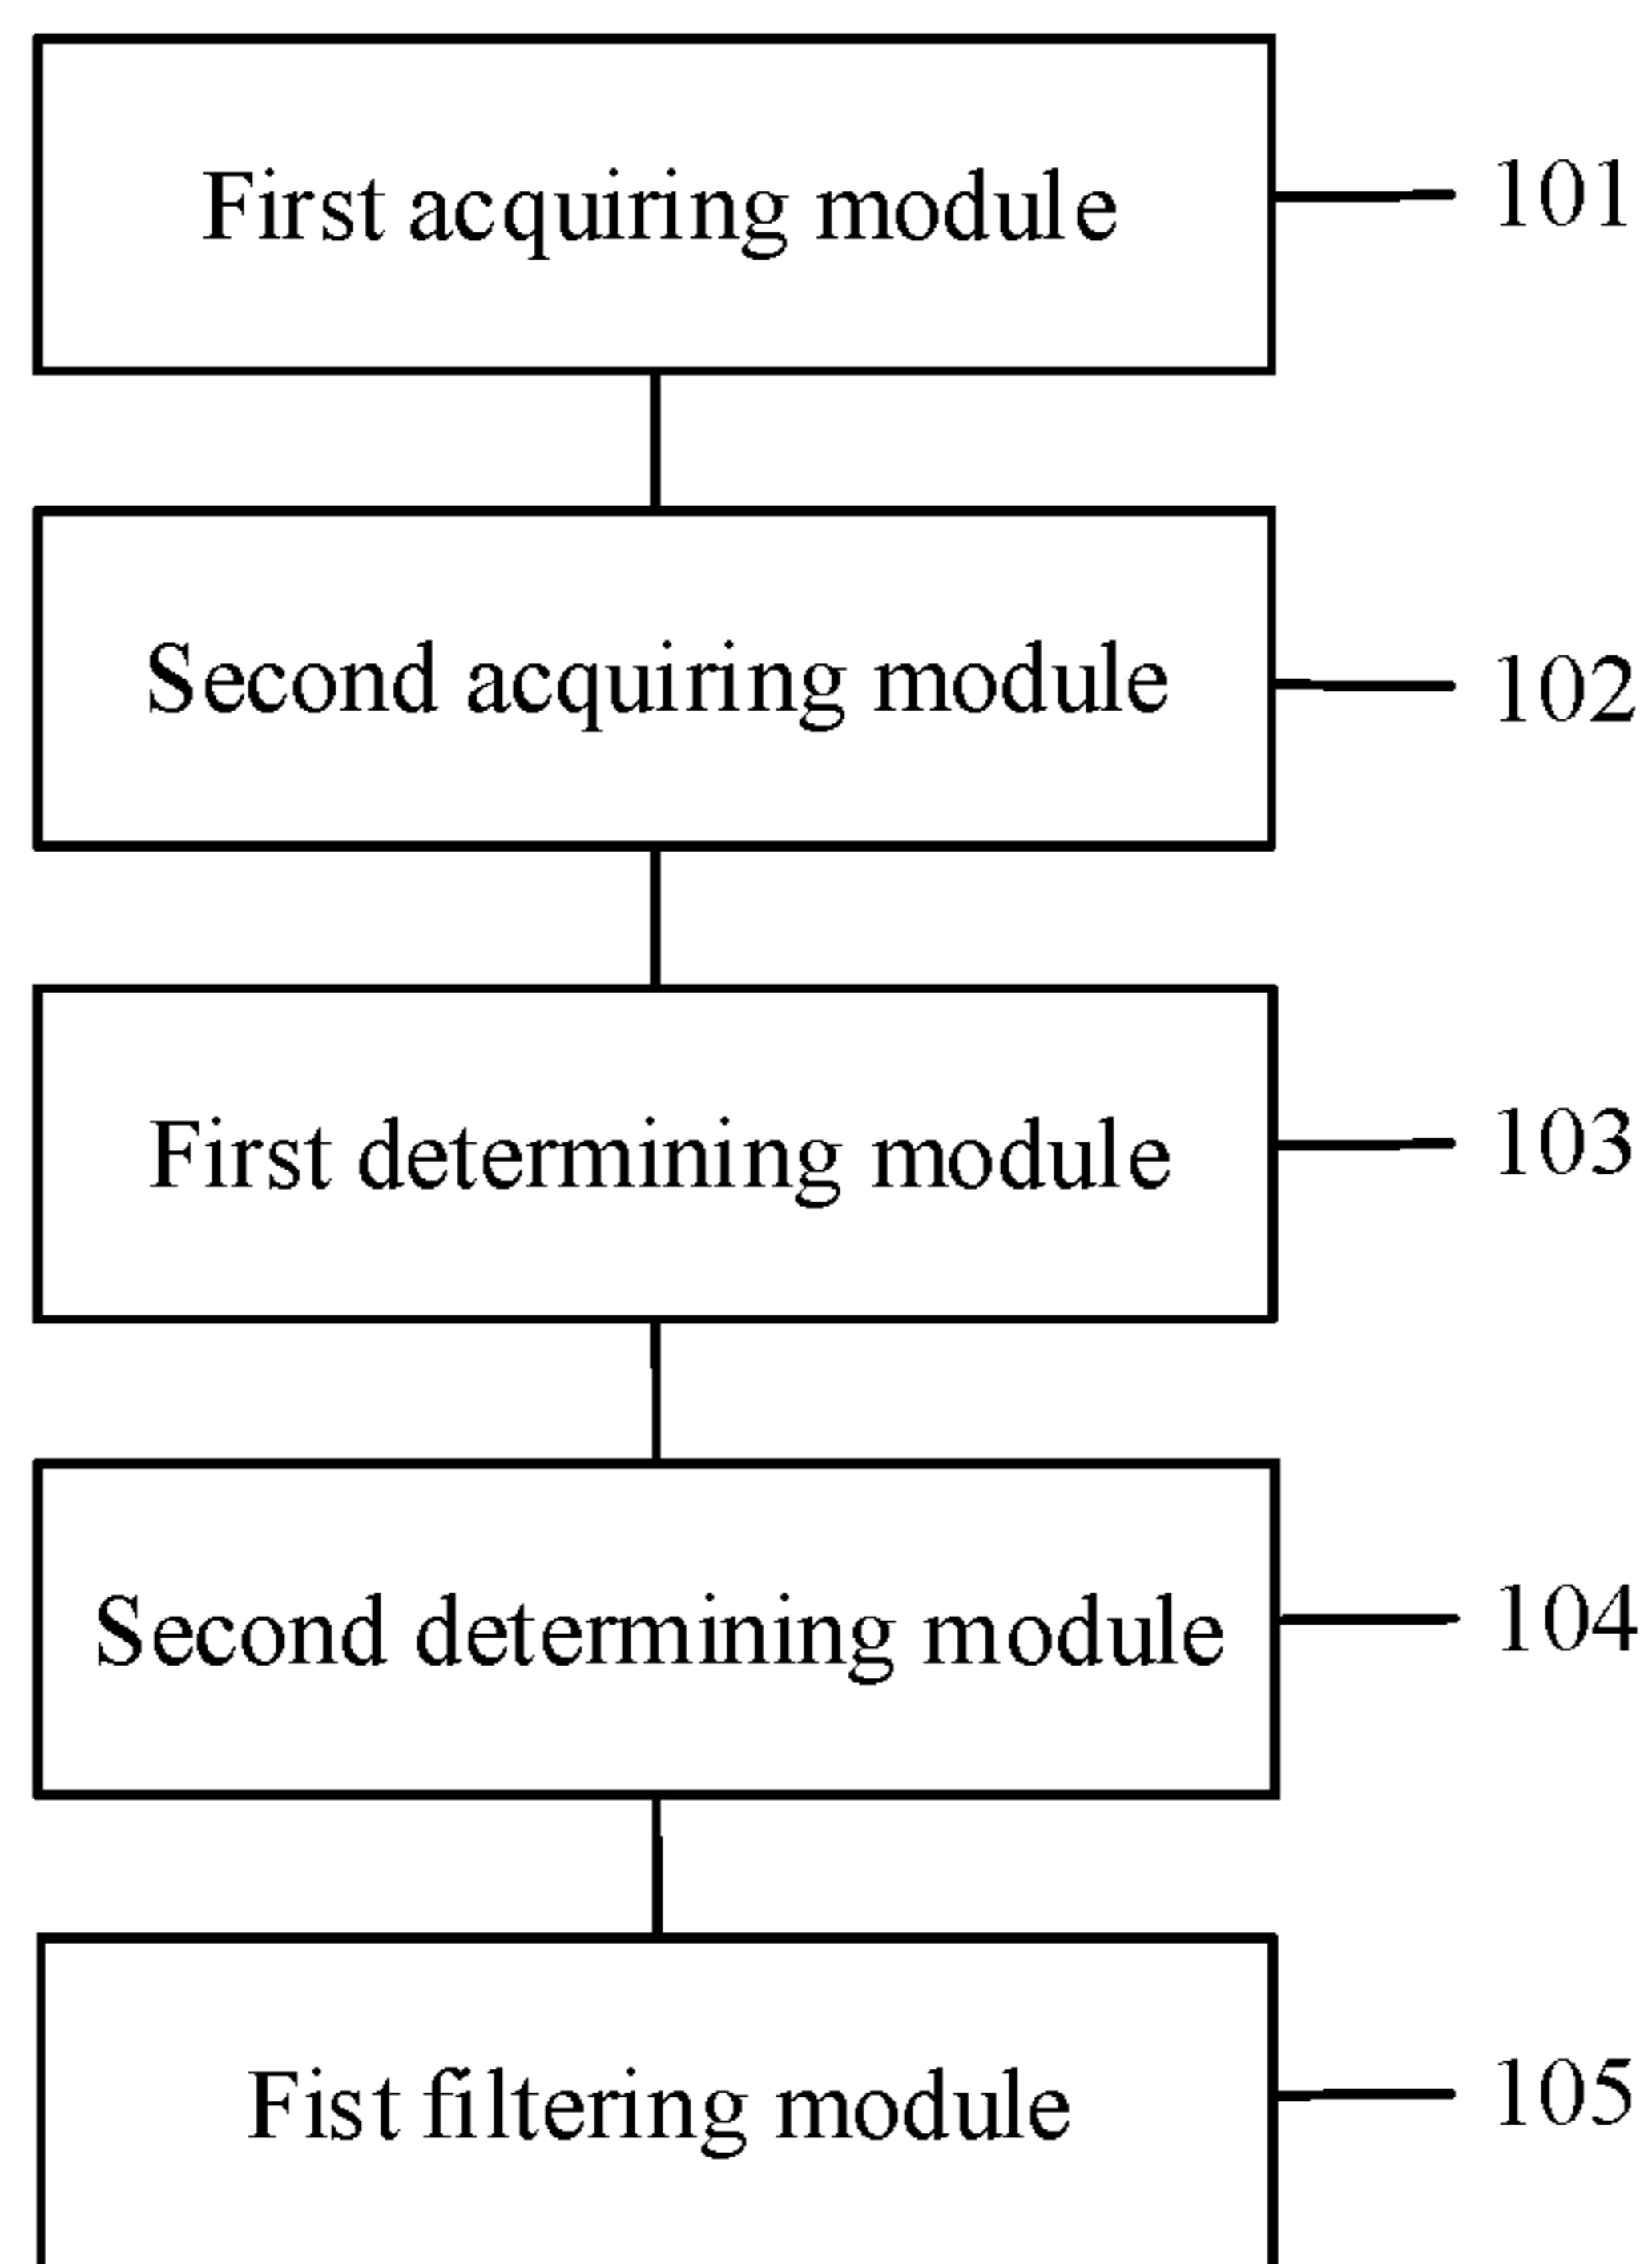 First acquiring module 101
Second acquiring module 102
First determining module 103
Second determining module 104
Fist filtering module 105